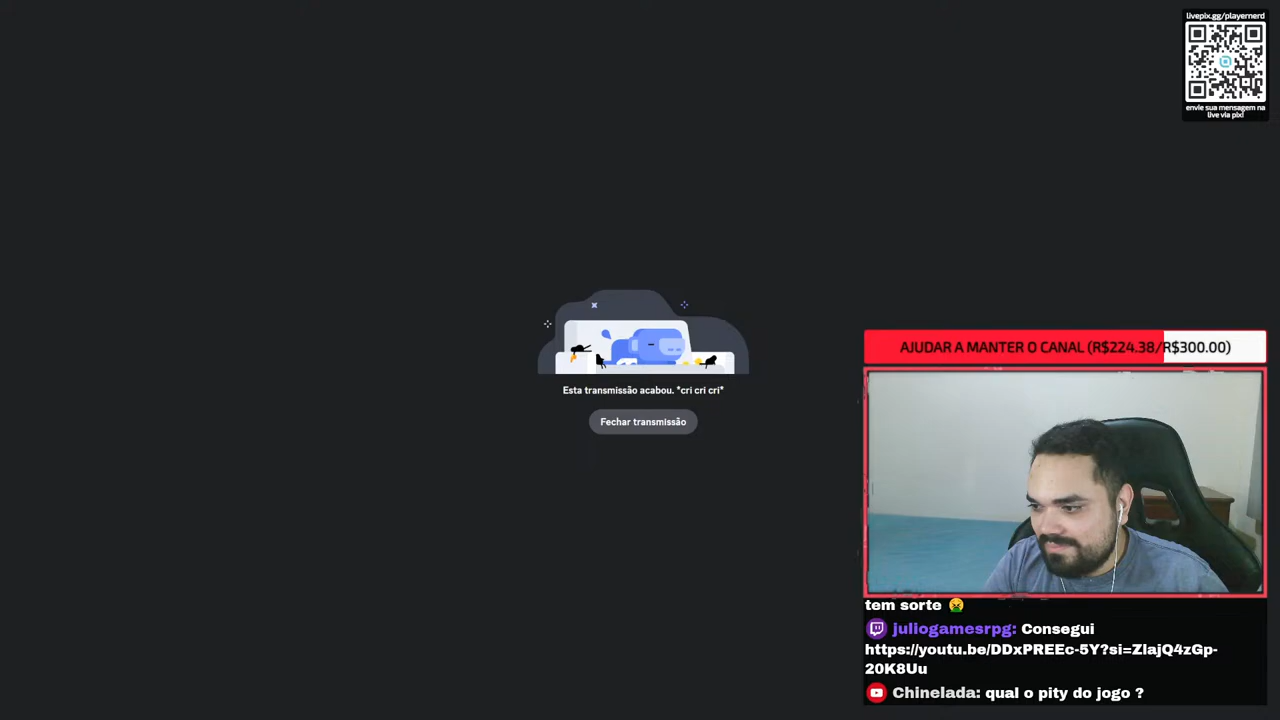 livepix.gg/playernerd
envie sua mensagem na
live via pix!
Esta transmissão acabou. *cri cri cri*
Fechar transmissão
AJUDAR A MANTER O CANAL (R$224.38/R$300.00)
tem sorte 🤮
juliogamesrpg: Consegui
https://youtu.be/DDxPREEc-5Y?si=ZlajQ4zGp-
20K8Uu
Chinelada: qual o pity do jogo ?